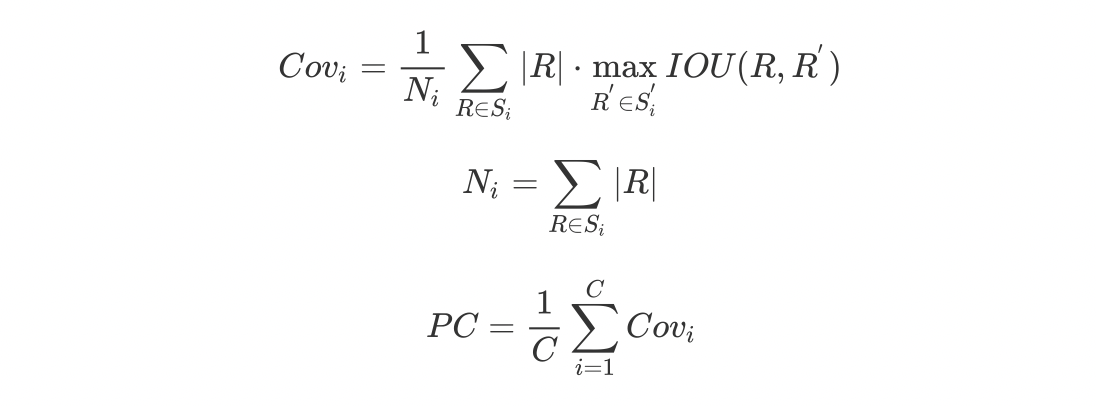 $Cov_i = \frac{1}{N_i} \sum_{R \in S_i} |R| \cdot \max_{R^{'} \in S_i^{'}} IOU(R, R^{'})$
$N_i = \sum_{R \in S_i} |R|$
$PC = \frac{1}{C} \sum_{i=1}^{C} Cov_i$